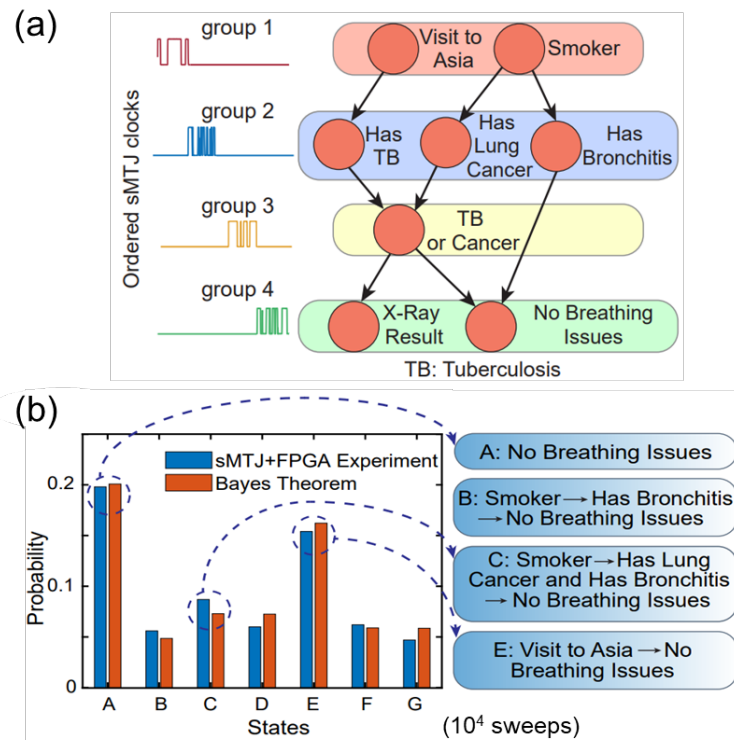 (a)
Ordered sMTJ clocks
group 1
group 2
group 3
group 4
Visit to
Asia
Smoker
Has
TB
Has
Lung
Cancer
Has
Bronchitis
TB
or Cancer
X-Ray
Result
No Breathing
Issues
TB: Tuberculosis
(b)
sMTJ+FPGA Experiment
Bayes Theorem
Probability
0.2
0.1
0
A B C D E F G
States
(10⁴ sweeps)
A: No Breathing Issues
B: Smoker→Has Bronchitis
→No Breathing Issues
C: Smoker→Has Lung
Cancer and Has Bronchitis
→No Breathing Issues
E: Visit to Asia→No
Breathing Issues